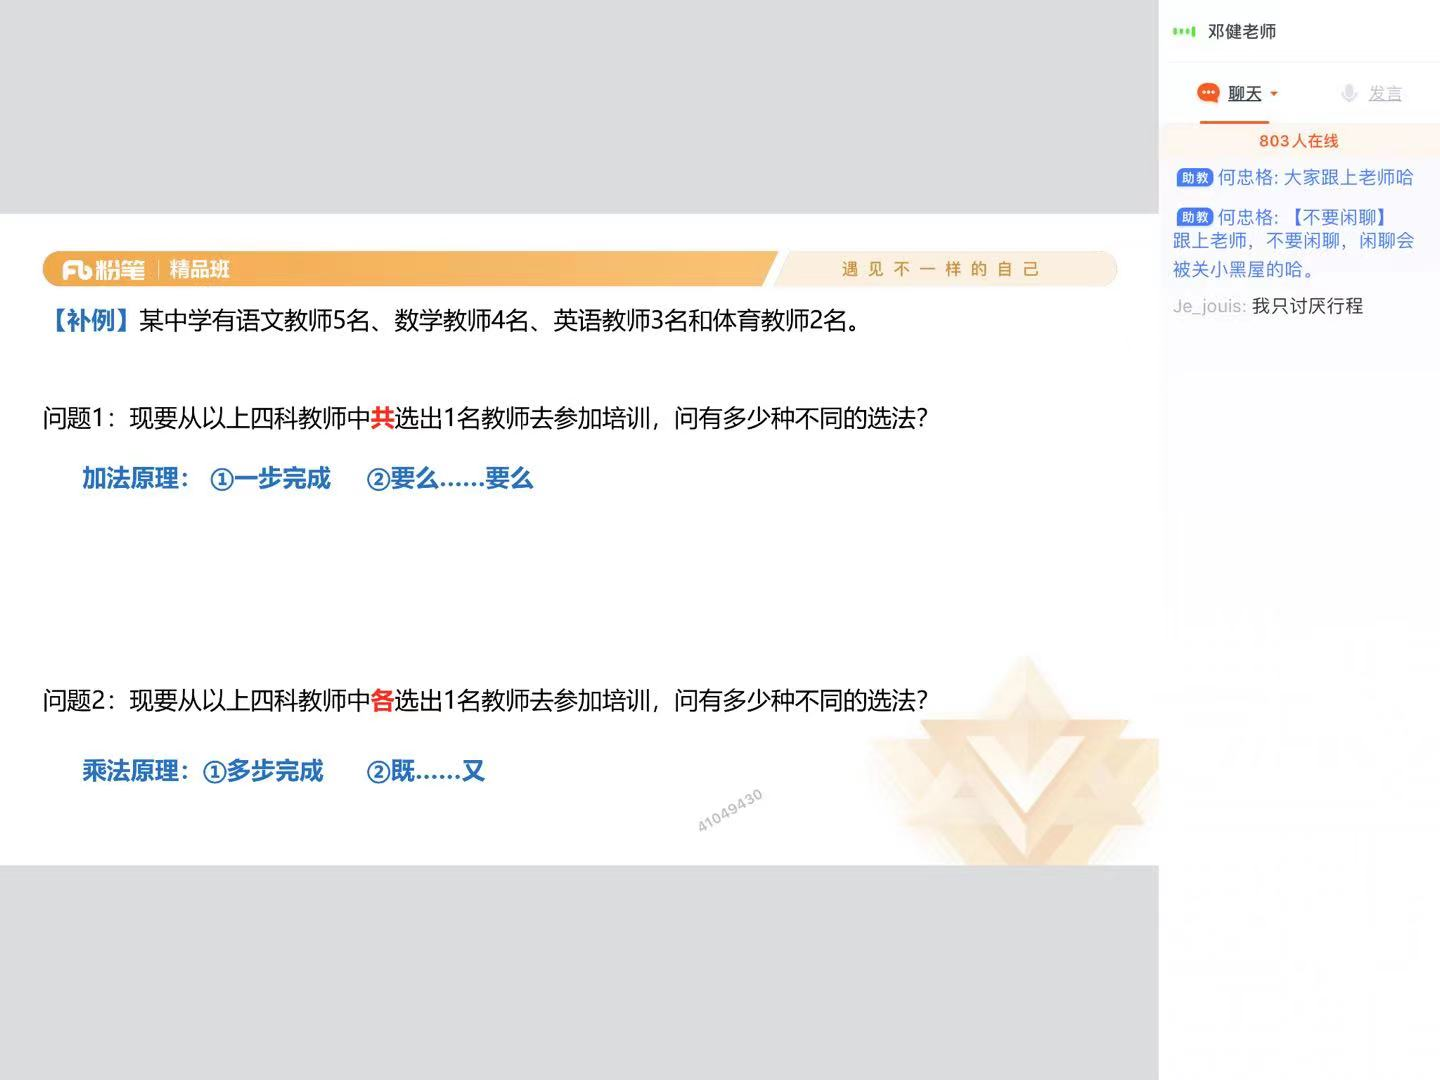 粉笔 精品班
遇见不一样的自己
【补例】某中学有语文教师5名、数学教师4名、英语教师3名和体育教师2名。
问题1：现要从以上四科教师中共选出1名教师去参加培训，问有多少种不同的选法？
加法原理： ①一步完成 ②要么……要么
问题2：现要从以上四科教师中各选出1名教师去参加培训，问有多少种不同的选法？
乘法原理：①多步完成 ②既……又
41049430
邓健老师
聊天 发言
803人在线
助教 何忠格: 大家跟上老师哈
助教 何忠格: 【不要闲聊】
跟上老师，不要闲聊，闲聊会
被关小黑屋的哈。
Je_jouis: 我只讨厌行程